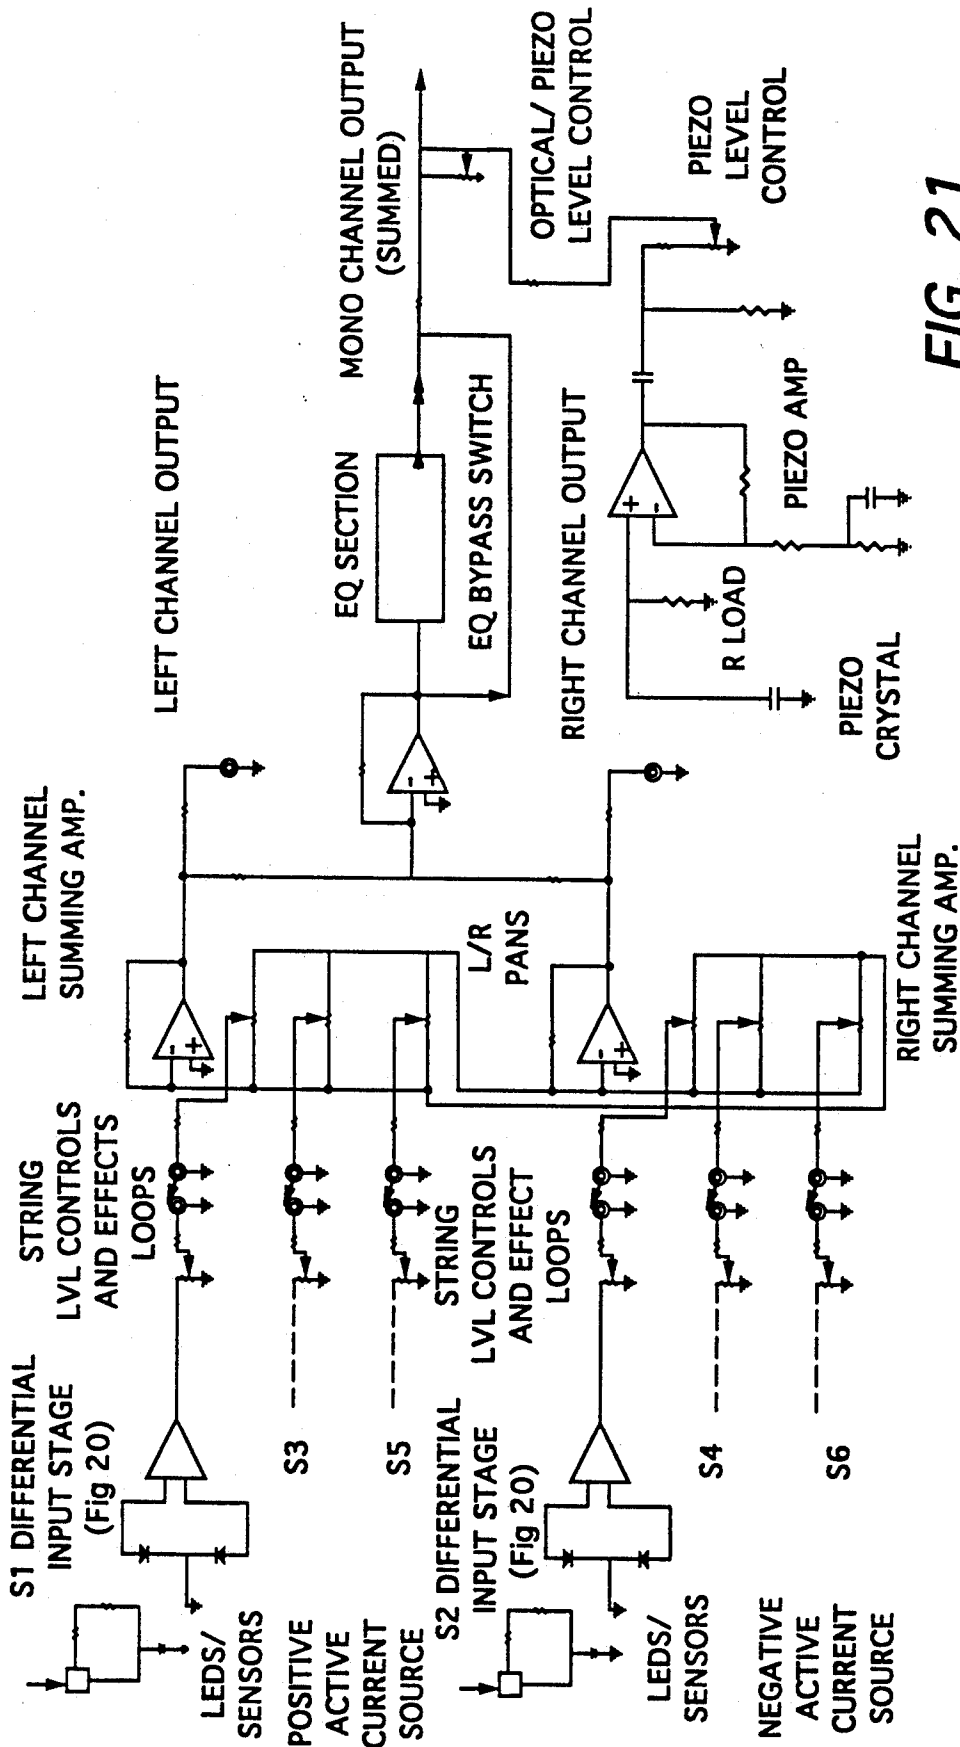 S1 DIFFERENTIAL
INPUT STAGE
(Fig 20)
STRING
LVL CONTROLS
AND EFFECTS
LOOPS
LEFT CHANNEL
SUMMING AMP.
LEFT CHANNEL OUTPUT
LEDS/
SENSORS
POSITIVE
ACTIVE
CURRENT
SOURCE
S3
S5
L/R
PANS
EQ SECTION
EQ BYPASS SWITCH
MONO CHANNEL OUTPUT
(SUMMED)
S2 DIFFERENTIAL
INPUT STAGE
(Fig 20)
STRING
LVL CONTROLS
AND EFFECT
LOOPS
RIGHT CHANNEL OUTPUT
OPTICAL/ PIEZO
LEVEL CONTROL
LEDS/
SENSORS
NEGATIVE
ACTIVE
CURRENT
SOURCE
S4
S6
RIGHT CHANNEL
SUMMING AMP.
+
-
+
-
+
-
+
-
R LOAD
PIEZO
CRYSTAL
PIEZO AMP
PIEZO
LEVEL
CONTROL
FIG. 21